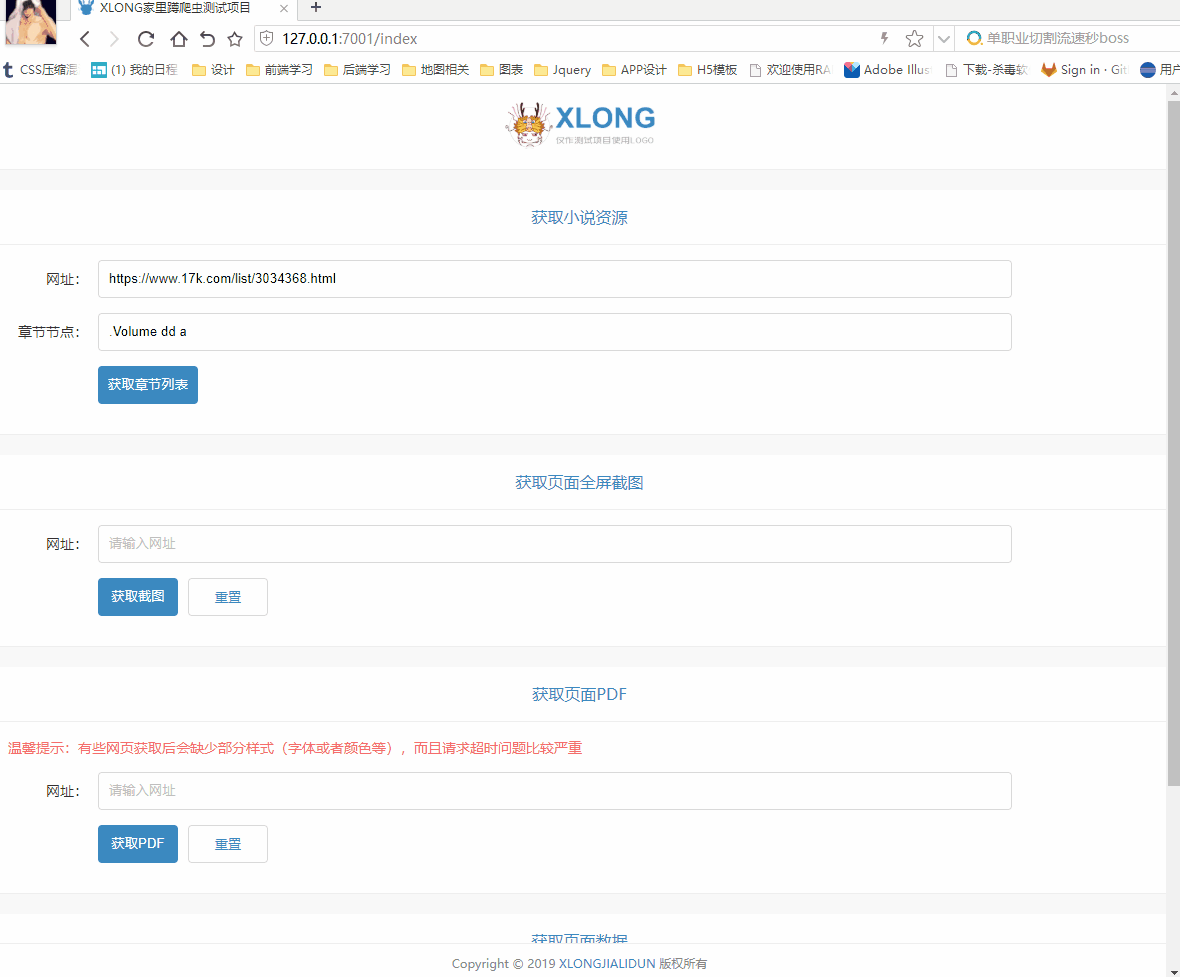 XLONG家里蹲爬虫测试项目
127.0.0.1:7001/index
单职业切割流速秒boss
CSS压缩 (1) 我的日程 设计 前端学习 后端学习 地图相关 图表 Jquery APP设计 H5模板 欢迎使用RA Adobe Illus 下载-杀毒软 Sign in · Git 用户
XLONG
仅作测试项目使用LOGO
获取小说资源
网址： https://www.17k.com/list/3034368.html
章节节点： .Volume dd a
获取章节列表
获取页面全屏截图
网址： 请输入网址
获取截图 重置
获取页面PDF
温馨提示：有些网页获取后会缺少部分样式（字体或者颜色等），而且请求超时问题比较严重
网址： 请输入网址
获取PDF 重置
获取页面数据
Copyright © 2019 XLONGJIALIDUN 版权所有